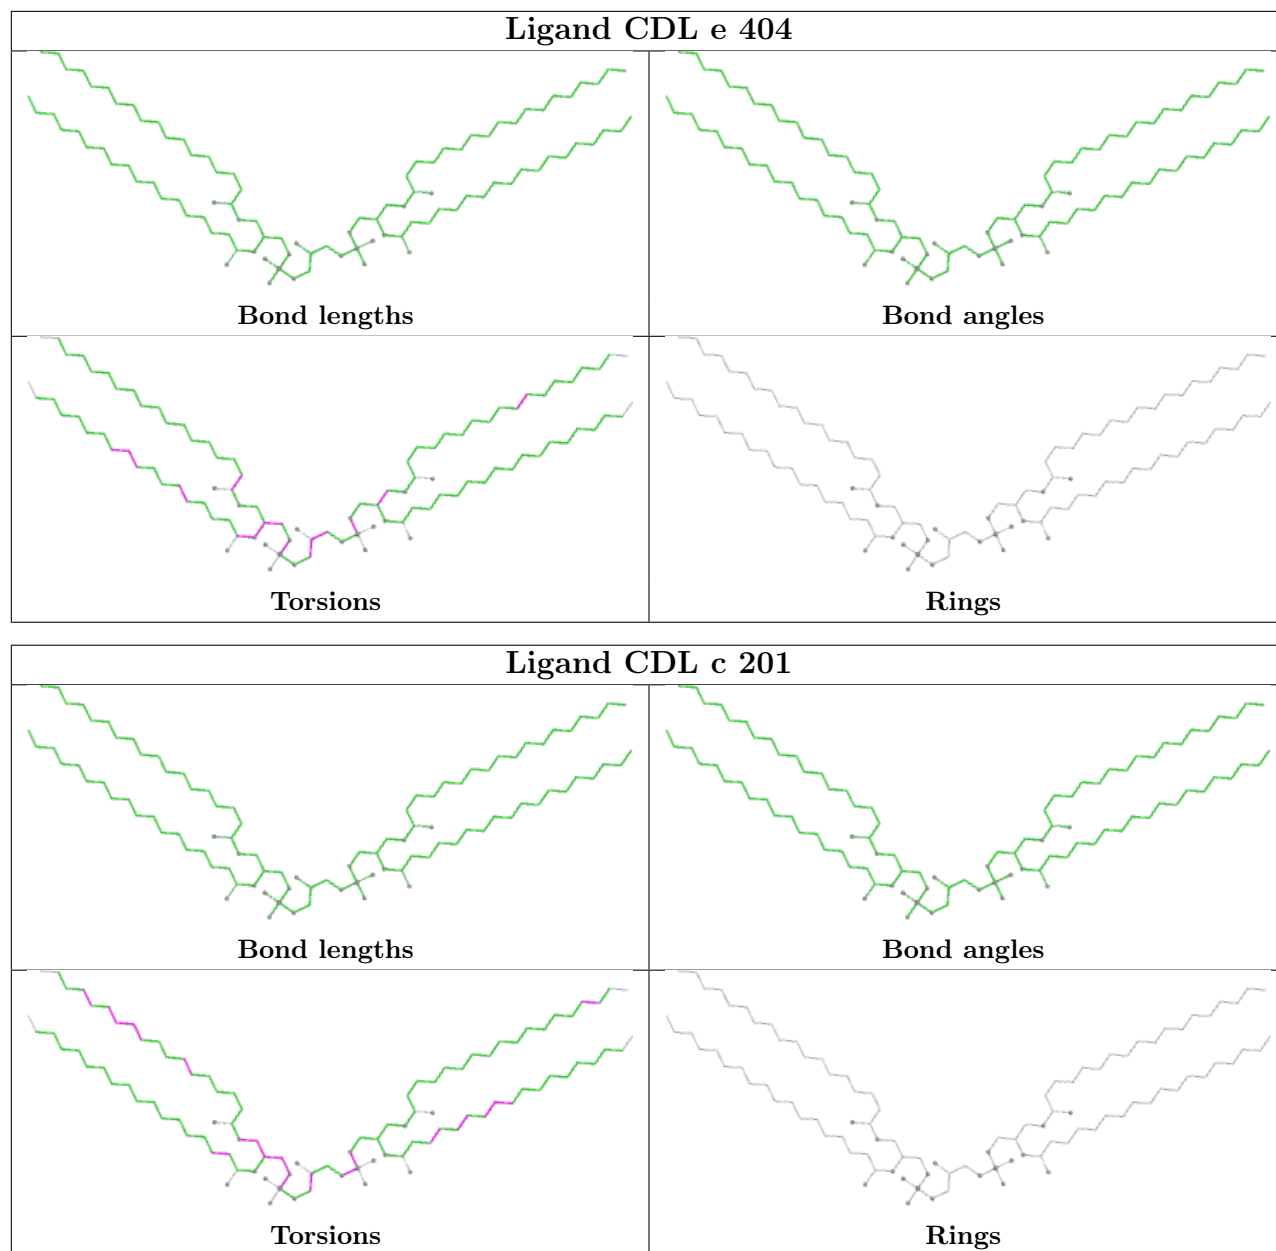 Ligand CDL e 404
Bond lengths
Bond angles
Torsions
Rings
Ligand CDL c 201
Bond lengths
Bond angles
Torsions
Rings